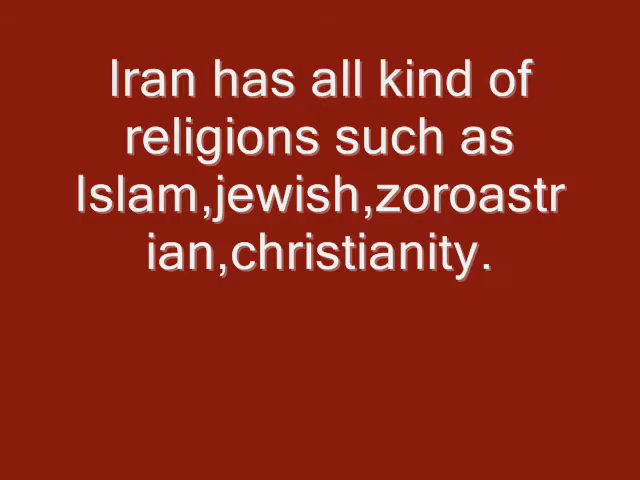 Iran has all kind of
religions such as
Islam,jewish,zoroastr
ian,christianity.